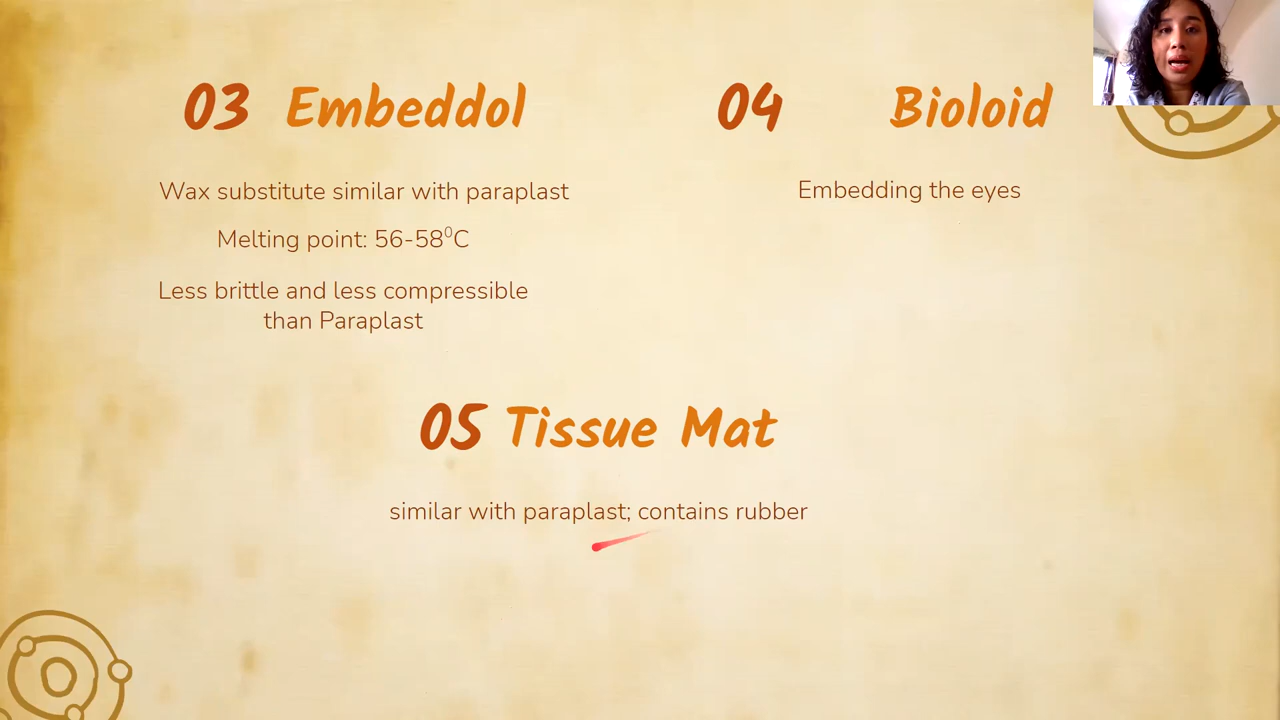 03 Embeddol
Wax substitute similar with paraplast
Melting point: 56-58⁰C
Less brittle and less compressible
than Paraplast
04 Bioloid
Embedding the eyes
05 Tissue Mat
similar with paraplast; contains rubber